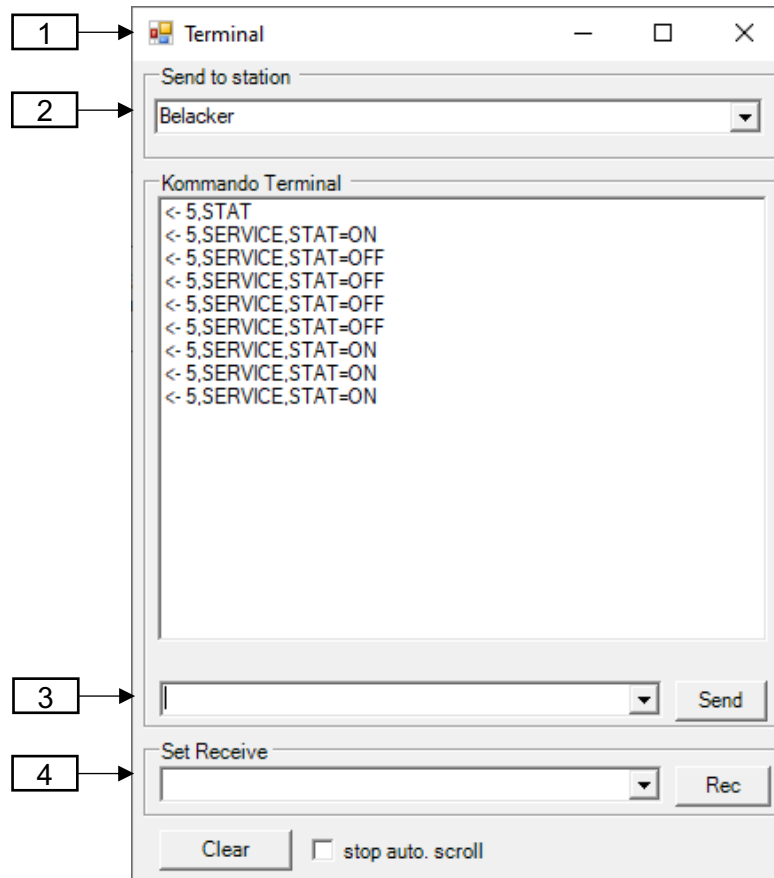 1
Terminal
Send to station
2
Belacker
Kommando Terminal
<- 5,STAT
<- 5,SERVICE,STAT=ON
<- 5,SERVICE,STAT=OFF
<- 5,SERVICE,STAT=OFF
<- 5,SERVICE,STAT=OFF
<- 5,SERVICE,STAT=OFF
<- 5,SERVICE,STAT=ON
<- 5,SERVICE,STAT=ON
<- 5,SERVICE,STAT=ON
3
Send
Set Receive
4
Rec
Clear
stop auto. scroll